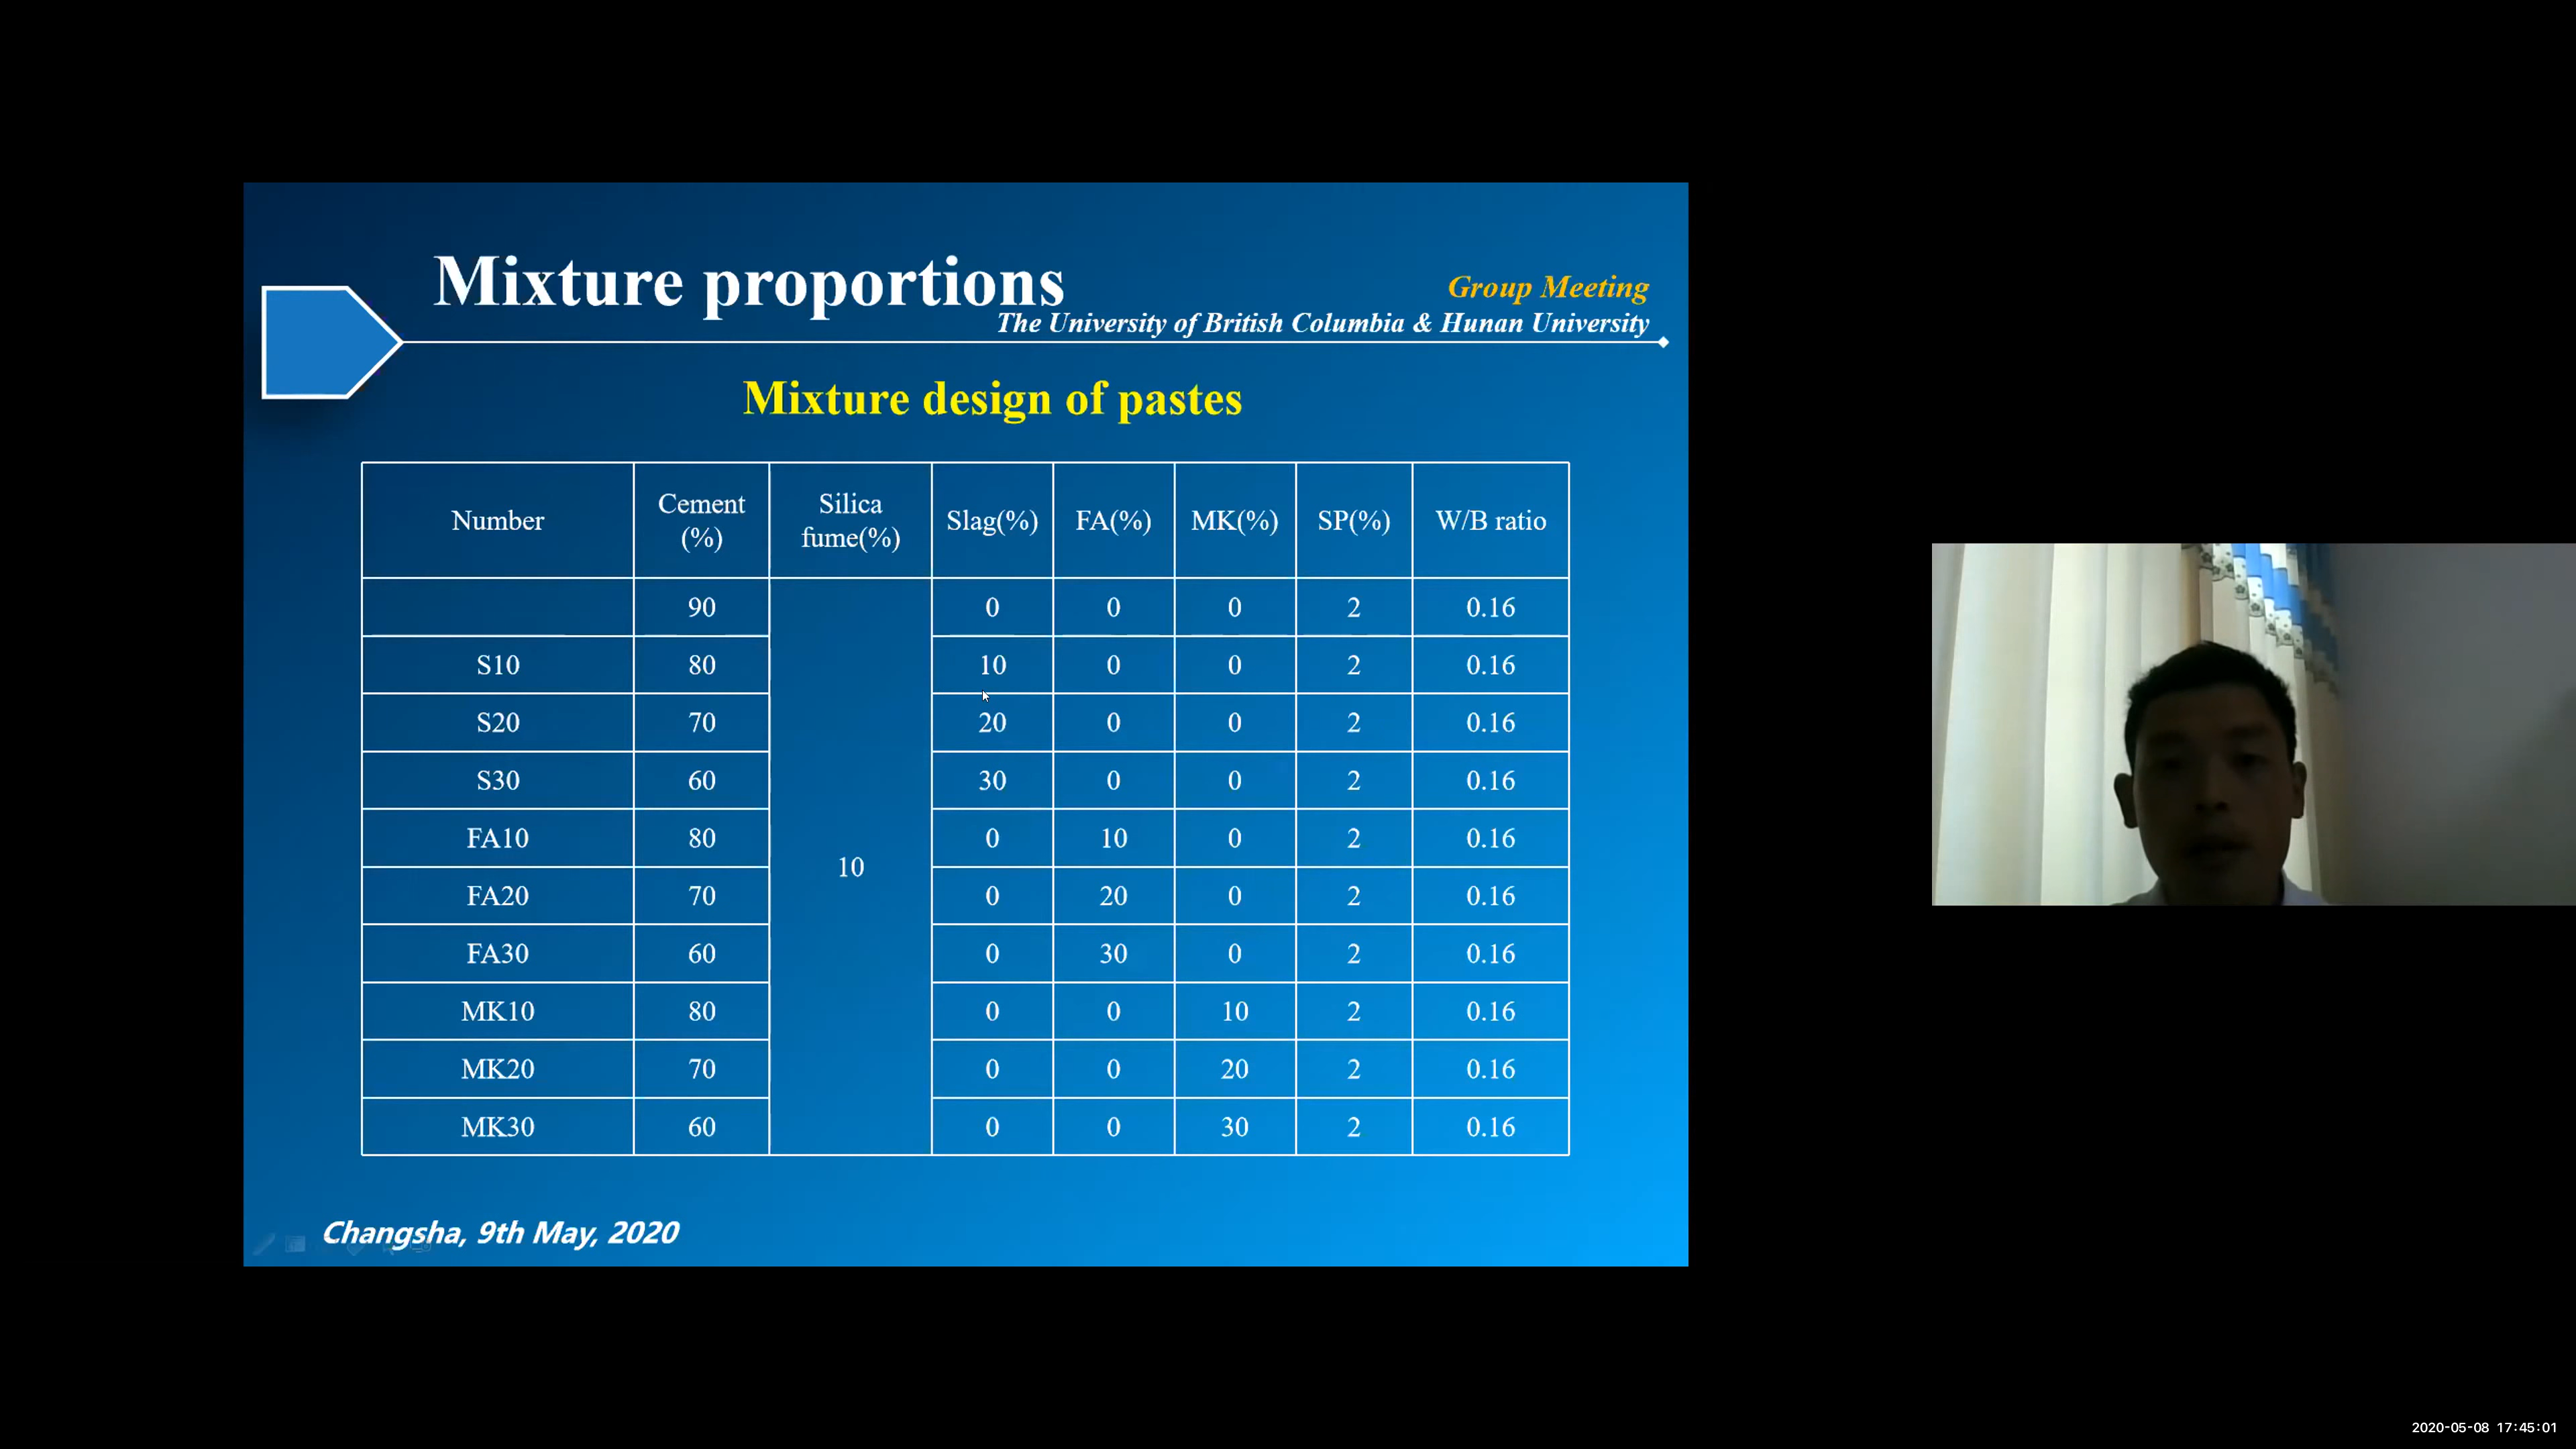 Mixture proportions
Group Meeting
The University of British Columbia & Hunan University
Mixture design of pastes
Number Cement (%) Silica fume(%) Slag(%) FA(%) MK(%) SP(%) W/B ratio
90 0 0 0 2 0.16
S10 80 10 0 0 2 0.16
S20 70 20 0 0 2 0.16
S30 60 30 0 0 2 0.16
FA10 80 0 10 0 2 0.16
10
FA20 70 0 20 0 2 0.16
FA30 60 0 30 0 2 0.16
MK10 80 0 0 10 2 0.16
MK20 70 0 0 20 2 0.16
MK30 60 0 0 30 2 0.16
Changsha, 9th May, 2020
2020-05-08 17:45:01